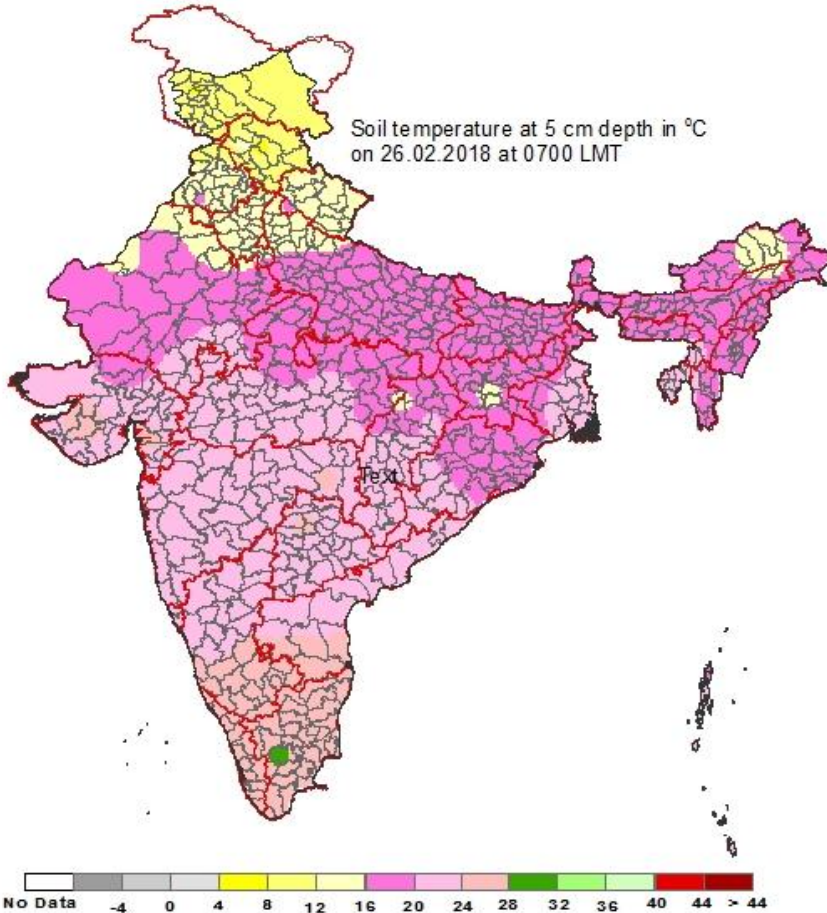 Soil temperature at 5 cm depth in ºC
on 26.02.2018 at 0700 LMT
Text
No Data -4 0 4 8 12 16 20 24 28 32 36 40 44 > 44